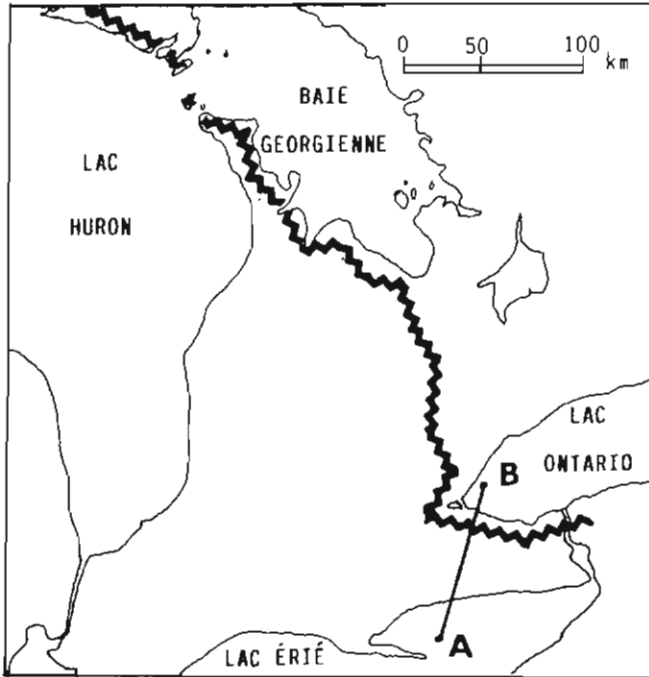 0 50 100
km
BAIE
GEORGIENNE
LAC
HURON
LAC
ONTARIO
B
A
LAC ÉRIÉ